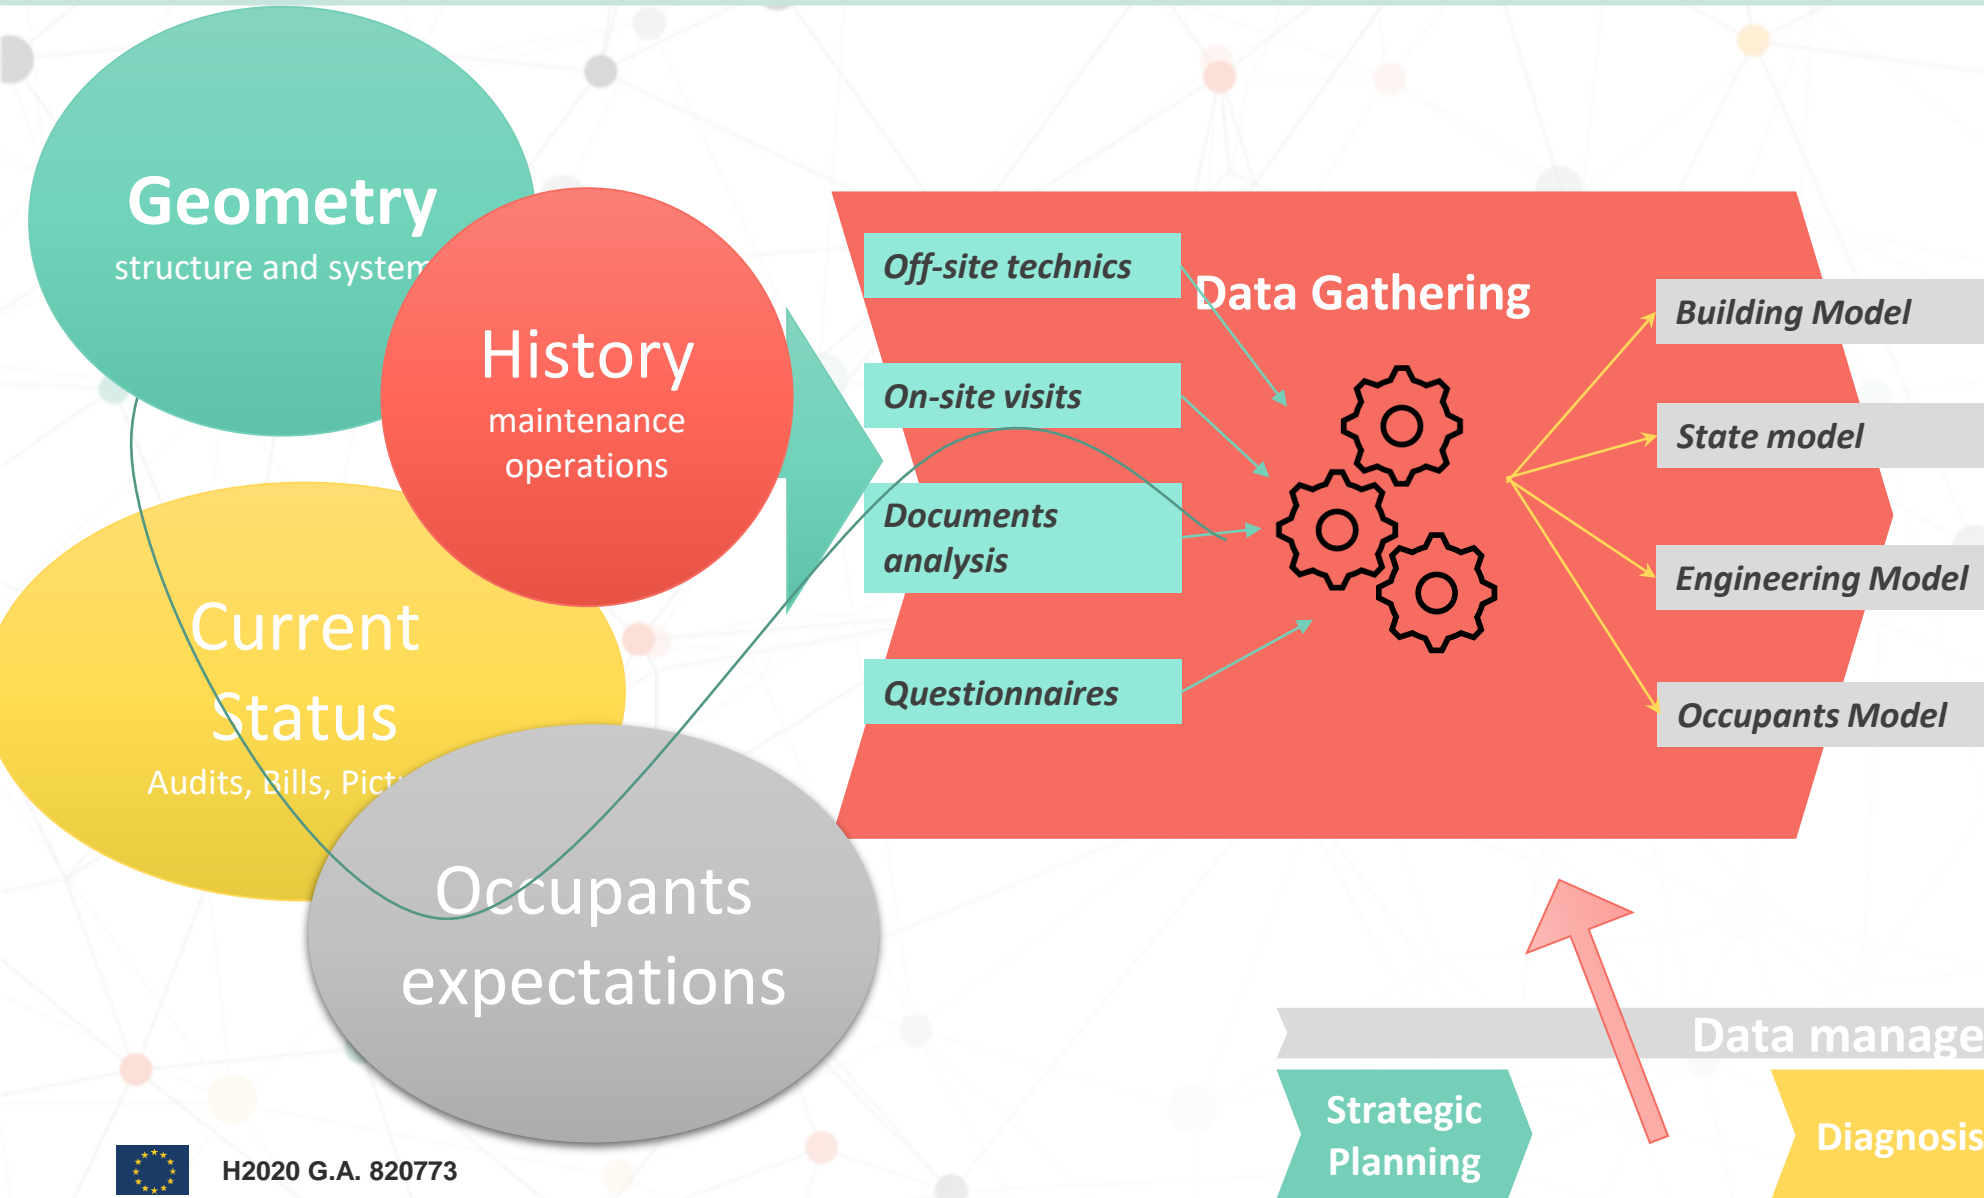 Geometry
structure and system
History
maintenance
operations
Current
Status
Audits, Bills, Pict
Occupants
expectations
Off-site technics
On-site visits
Documents
analysis
Questionnaires
Data Gathering
Building Model
State model
Engineering Model
Occupants Model
Data manage
Strategic
Planning
Diagnosis
H2020 G.A. 820773